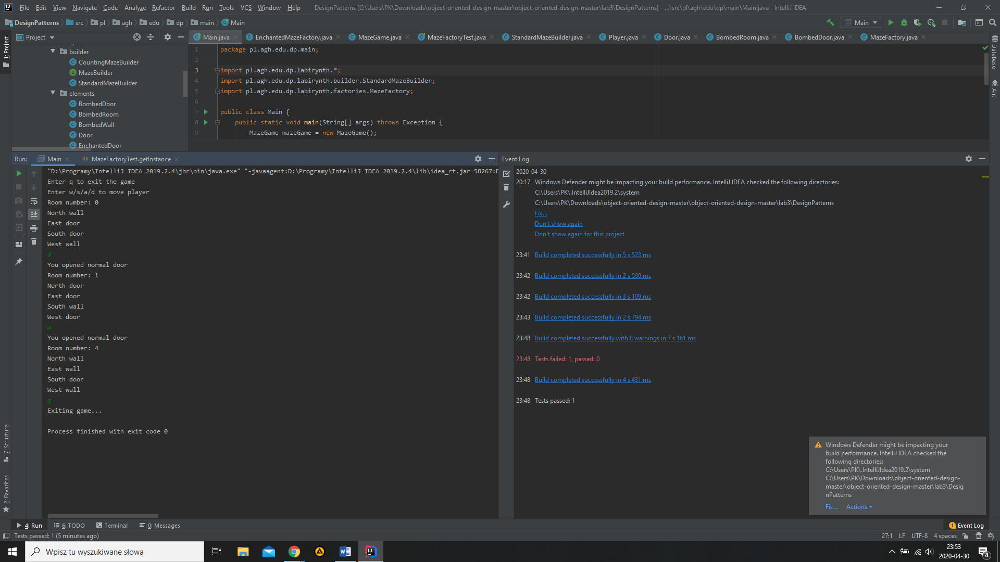 File Edit View Navigate Code Analyze Refactor Build Run Tools VCS Window Help DesignPatterns [C:\Users\PK\Downloads\object-oriented-design-master\object-oriented-design-master\lab3\DesignPatterns] - ...\src\pl\agh\edu\dp\main\Main.java - IntelliJ IDEA
DesignPatterns src pl agh edu dp main Main
Main
Project
Main.java EnchantedMazeFactory.java MazeGame.java MazeFactoryTest.java StandardMazeBuilder.java Player.java Door.java BombedRoom.java BombedDoor.java MazeFactory.java
1: Project
builder
CountingMazeBuilder
MazeBuilder
StandardMazeBuilder
elements
BombedDoor
BombedRoom
BombedWall
Door
EnchantedDoor
1 package pl.agh.edu.dp.main;
2
3 import pl.agh.edu.dp.labirynth.*;
4 import pl.agh.edu.dp.labirynth.builder.StandardMazeBuilder;
5 import pl.agh.edu.dp.labirynth.factories.MazeFactory;
6
7 public class Main {
8 public static void main(String[] args) throws Exception {
9 MazeGame mazeGame = new MazeGame();
Database
Ant
Run: Main MazeFactoryTest.getInstance
"D:\Programy\IntelliJ IDEA 2019.2.4\jbr\bin\java.exe" "-javaagent:D:\Programy\IntelliJ IDEA 2019.2.4\lib\idea_rt.jar=58267:D
Enter q to exit the game
Enter w/s/a/d to move player
Room number: 0
North wall
East door
South door
West wall
d
You opened normal door
Room number: 1
North door
East door
South wall
West door
w
You opened normal door
Room number: 4
North wall
East wall
South door
West wall
q
Exiting game...
Process finished with exit code 0
Event Log
2020-04-30
20:17 Windows Defender might be impacting your build performance. IntelliJ IDEA checked the following directories:
C:\Users\PK\.IntelliJIdea2019.2\system
C:\Users\PK\Downloads\object-oriented-design-master\object-oriented-design-master\lab3\DesignPatterns
Fix...
Don't show again
Don't show again for this project
23:41 Build completed successfully in 5 s 523 ms
23:42 Build completed successfully in 2 s 590 ms
23:42 Build completed successfully in 3 s 109 ms
23:43 Build completed successfully in 2 s 794 ms
23:48 Build completed successfully with 8 warnings in 7 s 161 ms
23:48 Tests failed: 1, passed: 0
23:48 Build completed successfully in 4 s 431 ms
23:48 Tests passed: 1
Windows Defender might be impacting your
build performance. IntelliJ IDEA checked the
following directories:
C:\Users\PK\.IntelliJIdea2019.2\system
C:\Users\PK\Downloads\object-oriented-design-
master\object-oriented-design-master\lab3\Desig
nPatterns
Fix... Actions
7: Structure
2: Favorites
4: Run 6: TODO Terminal 0: Messages
1 Event Log
Tests passed: 1 (5 minutes ago)
27:1 LF UTF-8 4 spaces
Wpisz tu wyszukiwane słowa
23:53
2020-04-30
4